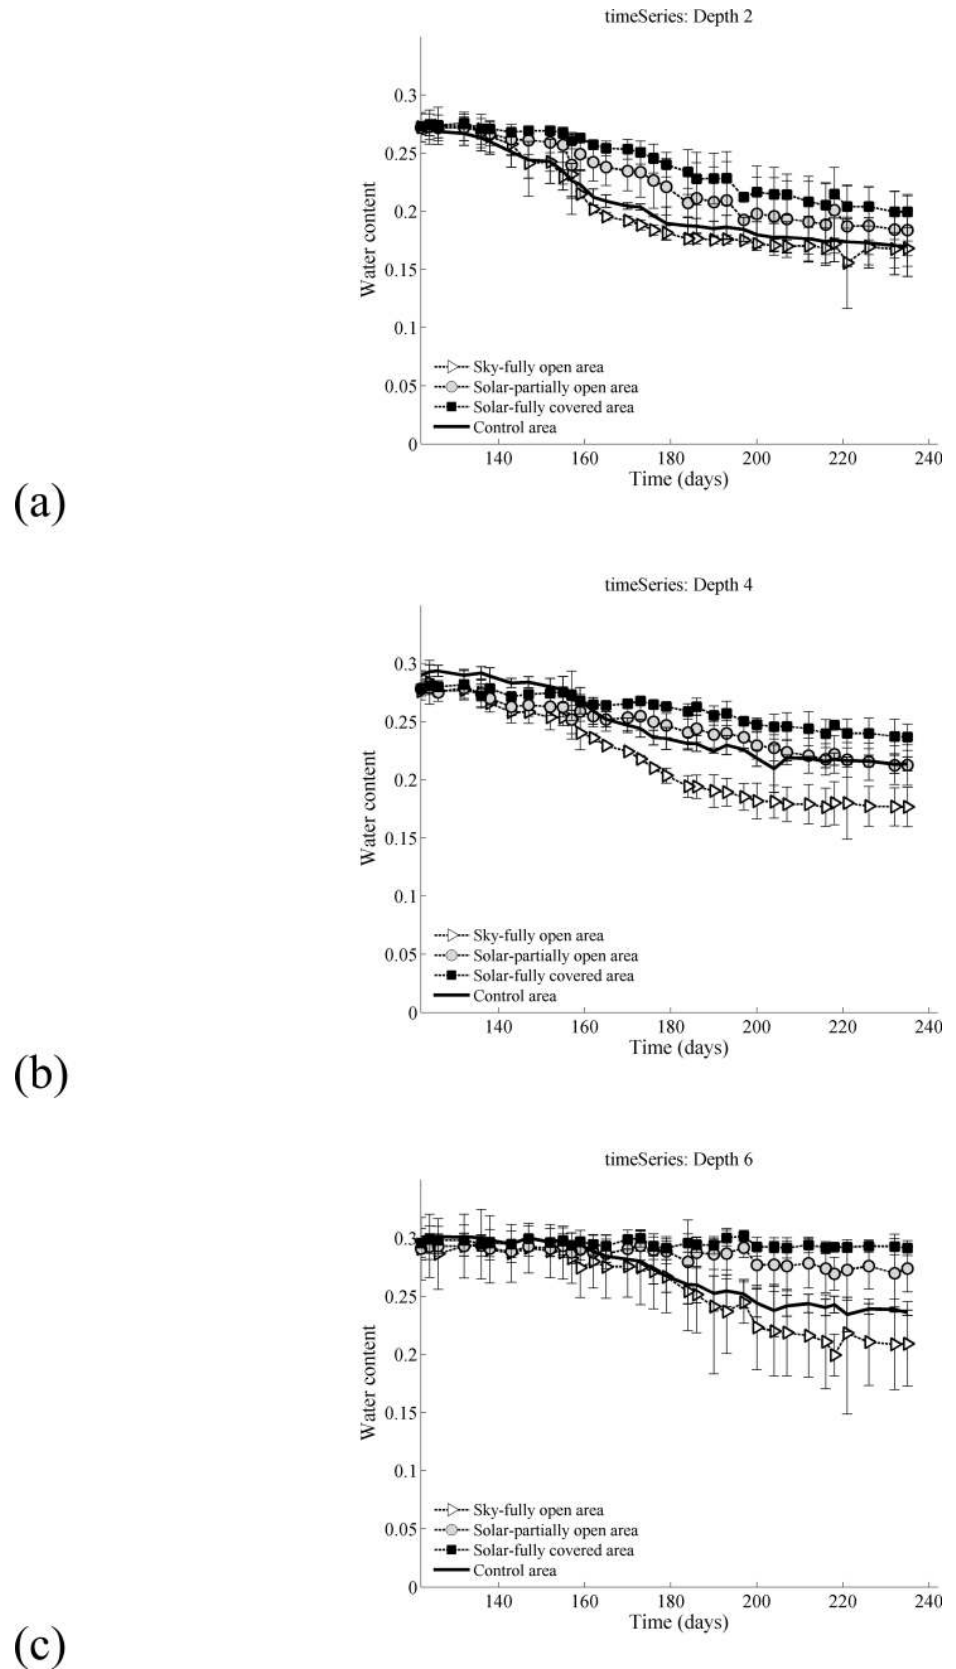 timeSeries: Depth 2
0.3
0.25
0.2
0.15
0.1
0.05
0
Water content
Sky-fully open area
Solar-partially open area
Solar-fully covered area
Control area
140 160 180 200 220 240
Time (days)
(a)
timeSeries: Depth 4
0.3
0.25
0.2
0.15
0.1
0.05
0
Water content
Sky-fully open area
Solar-partially open area
Solar-fully covered area
Control area
140 160 180 200 220 240
Time (days)
(b)
timeSeries: Depth 6
0.3
0.25
0.2
0.15
0.1
0.05
0
Water content
Sky-fully open area
Solar-partially open area
Solar-fully covered area
Control area
140 160 180 200 220 240
Time (days)
(c)